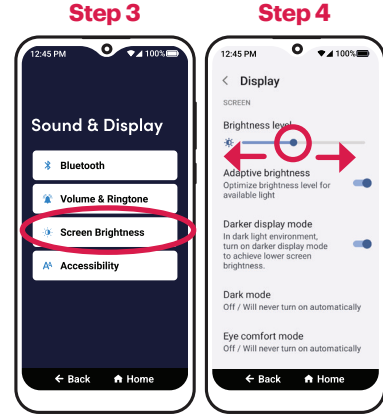 Step 3
12:45 PM
100%
Sound & Display
Bluetooth
Volume & Ringtone
Screen Brightness
AA Accessibility
Back
Home
Step 4
12:45 PM
100%
Display
SCREEN
Brightness level
Adaptive brightness
Optimize brightness level for
available light
Darker display mode
In dark light environment,
turn on darker display mode
to achieve lower screen
brightness.
Dark mode
Off / Will never turn on automatically
Eye comfort mode
Off / Will never turn on automatically
Back
Home